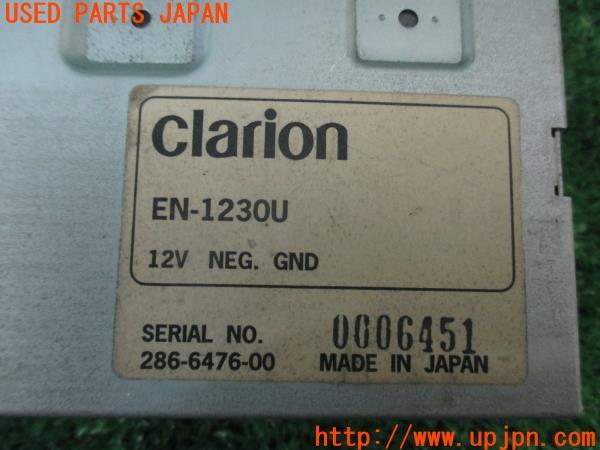 USED PARTS JAPAN
clarion
EN-1230U
12V NEG. GND
SERIAL NO. 0006451
286-6476-00 MADE IN JAPAN
http://www.upjpn.com